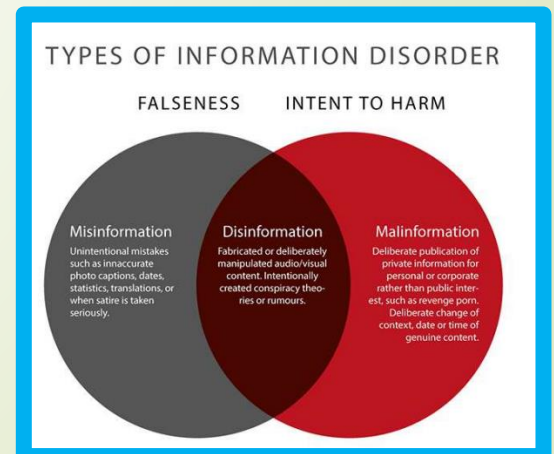 TYPES OF INFORMATION DISORDER
FALSENESS
INTENT TO HARM
Misinformation
Unintentional mistakes
such as innaccurate
photo captions, dates,
statistics, translations, or
when satire is taken
seriously.
Disinformation
Fabricated or deliberately
manipulated audio/visual
content. Intentionally
created conspiracy theo-
ries or rumours.
Malinformation
Deliberate publication of
private information for
personal or corporate
rather than public inter-
est, such as revenge porn.
Deliberate change of
context, date or time of
genuine content.